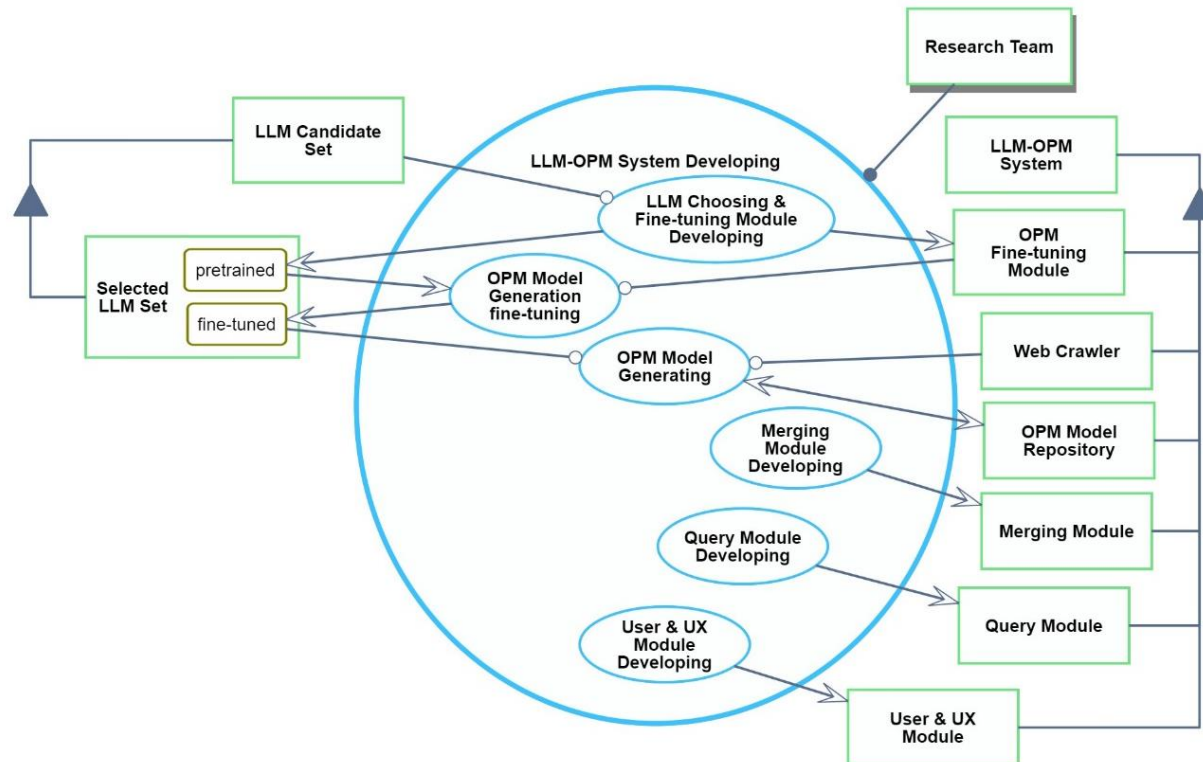 Research Team
LLM Candidate
Set
LLM-OPM System Developing
LLM-OPM
System
LLM Choosing &
Fine-tuning Module
Developing
OPM
Fine-tuning
Module
Selected
LLM Set
pretrained
fine-tuned
OPM Model
Generation
fine-tuning
OPM Model
Generating
Web Crawler
OPM Model
Repository
Merging
Module
Developing
Merging Module
Query Module
Developing
Query Module
User & UX
Module
Developing
User & UX
Module